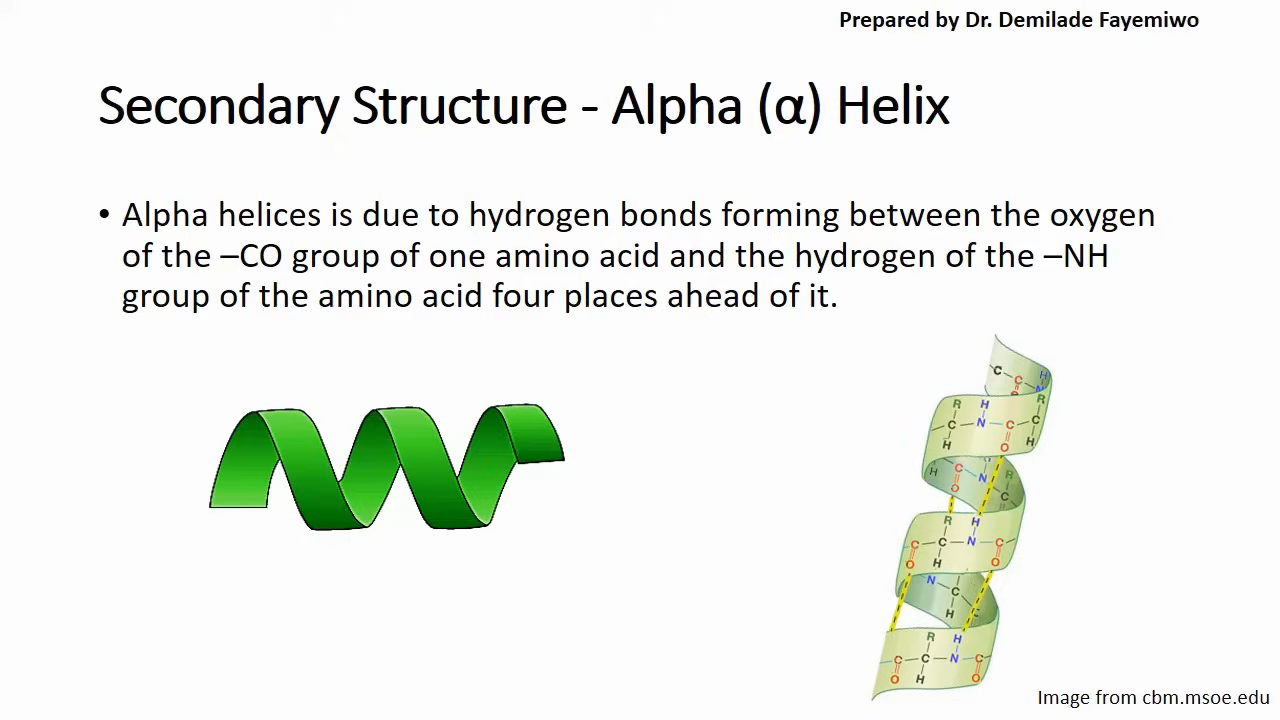 Prepared by Dr. Demilade Fayemiwo
Secondary Structure - Alpha (α) Helix
• Alpha helices is due to hydrogen bonds forming between the oxygen
of the –CO group of one amino acid and the hydrogen of the –NH
group of the amino acid four places ahead of it.
C C H N
R H R
C N C O C H
H
H C O N R C
R H
C O C H N C O
N C H
R H
C O C H N C O
Image from cbm.msoe.edu